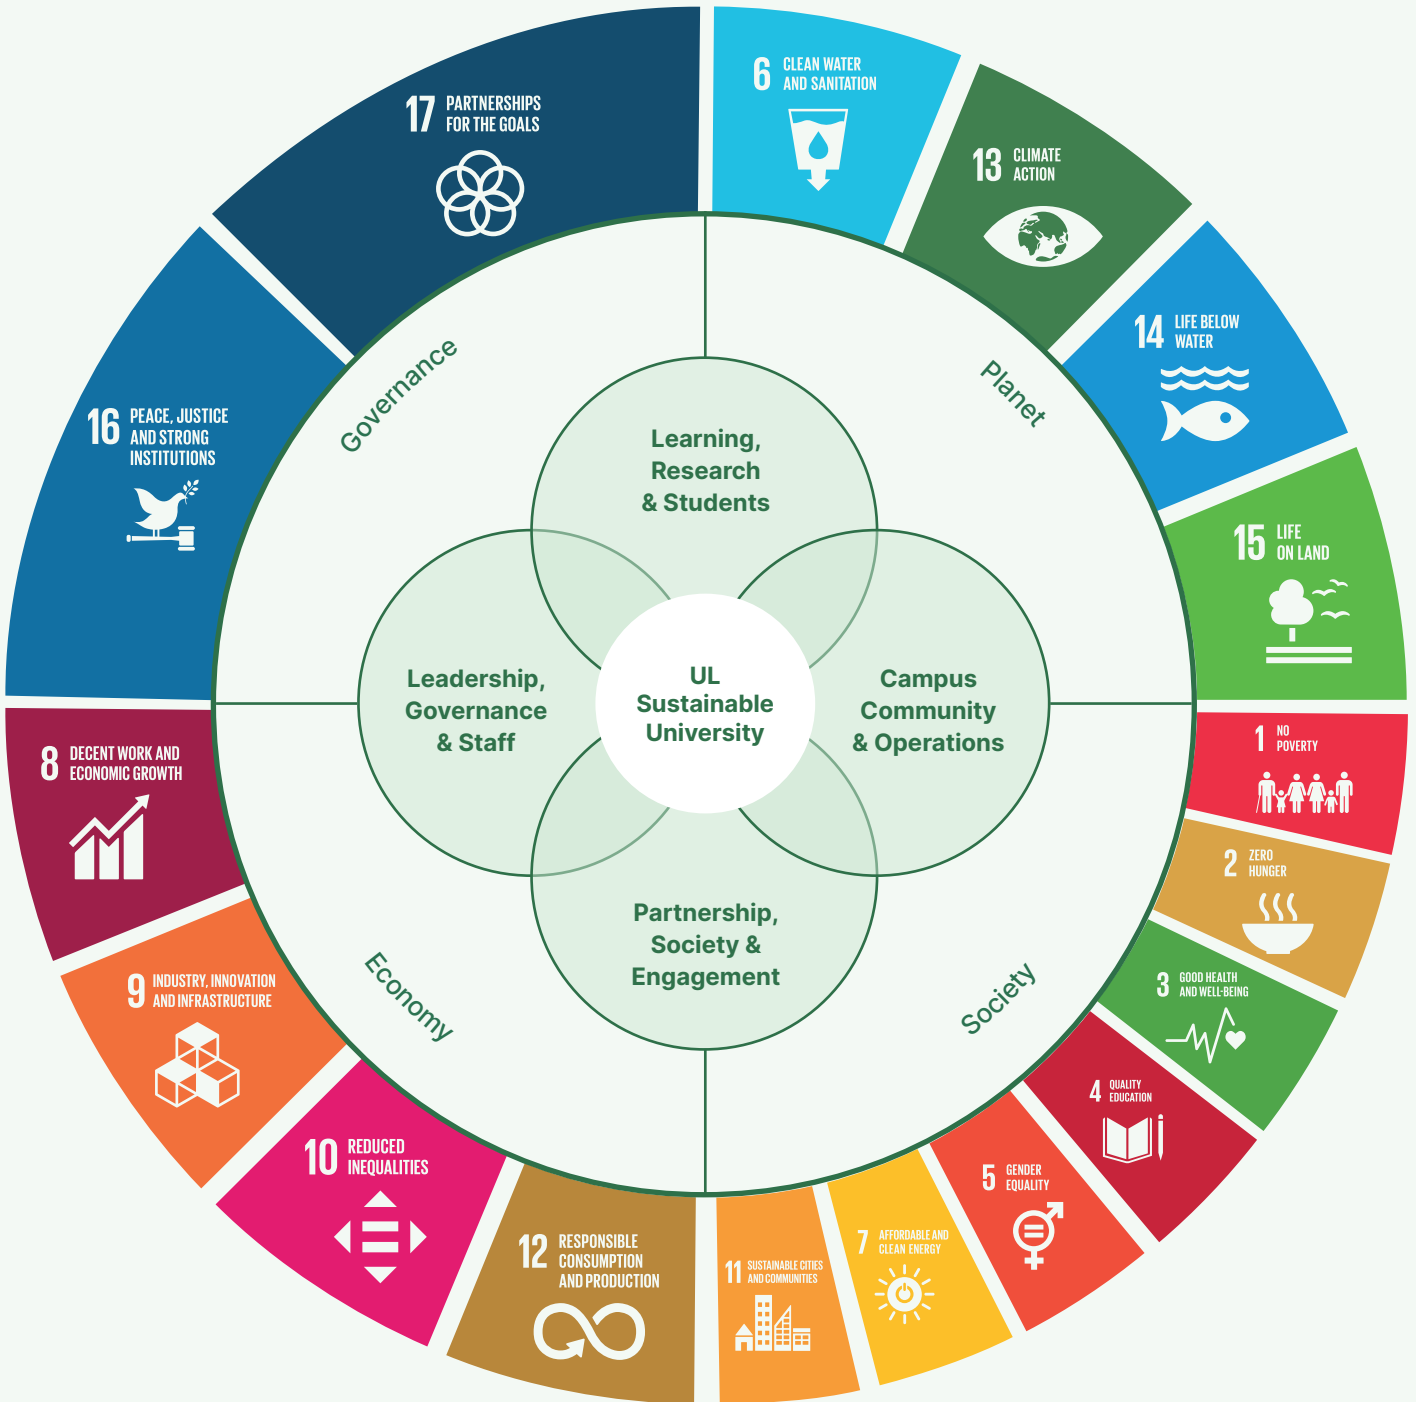 17 PARTNERSHIPS
FOR THE GOALS
6 CLEAN WATER
AND SANITATION
13 CLIMATE
ACTION
14 LIFE BELOW
WATER
15 LIFE
ON LAND
1 NO
POVERTY
2 ZERO
HUNGER
3 GOOD HEALTH
AND WELL-BEING
4 QUALITY
EDUCATION
5 GENDER
EQUALITY
7 AFFORDABLE AND
CLEAN ENERGY
11 SUSTAINABLE CITIES
AND COMMUNITIES
12 RESPONSIBLE
CONSUMPTION
AND PRODUCTION
10 REDUCED
INEQUALITIES
9 INDUSTRY, INNOVATION
AND INFRASTRUCTURE
8 DECENT WORK AND
ECONOMIC GROWTH
16 PEACE, JUSTICE
AND STRONG
INSTITUTIONS
Governance
Planet
Society
Economy
Learning,
Research
& Students
Leadership,
Governance
& Staff
UL
Sustainable
University
Campus
Community
& Operations
Partnership,
Society &
Engagement